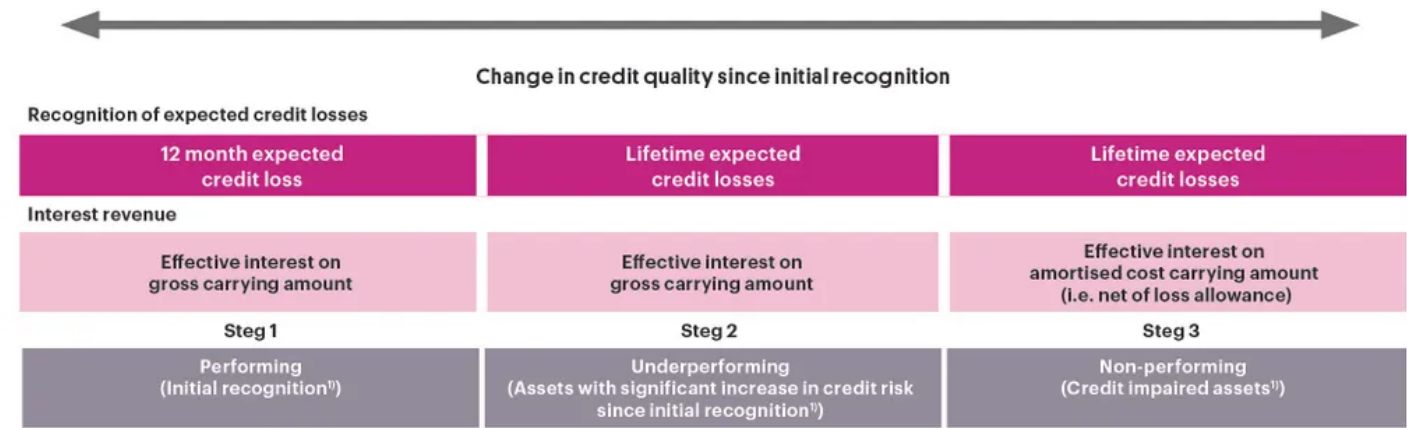 Change in credit quality since initial recognition
Recognition of expected credit losses
12 month expected
credit loss
Lifetime expected
credit losses
Lifetime expected
credit losses
Interest revenue
Effective interest on
gross carrying amount
Effective interest on
gross carrying amount
Effective interest on
amortised cost carrying amount
(i.e. net of loss allowance)
Steg 1
Steg 2
Steg 3
Performing
(Initial recognition¹⁾)
Underperforming
(Assets with significant increase in credit risk
since initial recognition¹⁾)
Non-performing
(Credit impaired assets¹⁾)